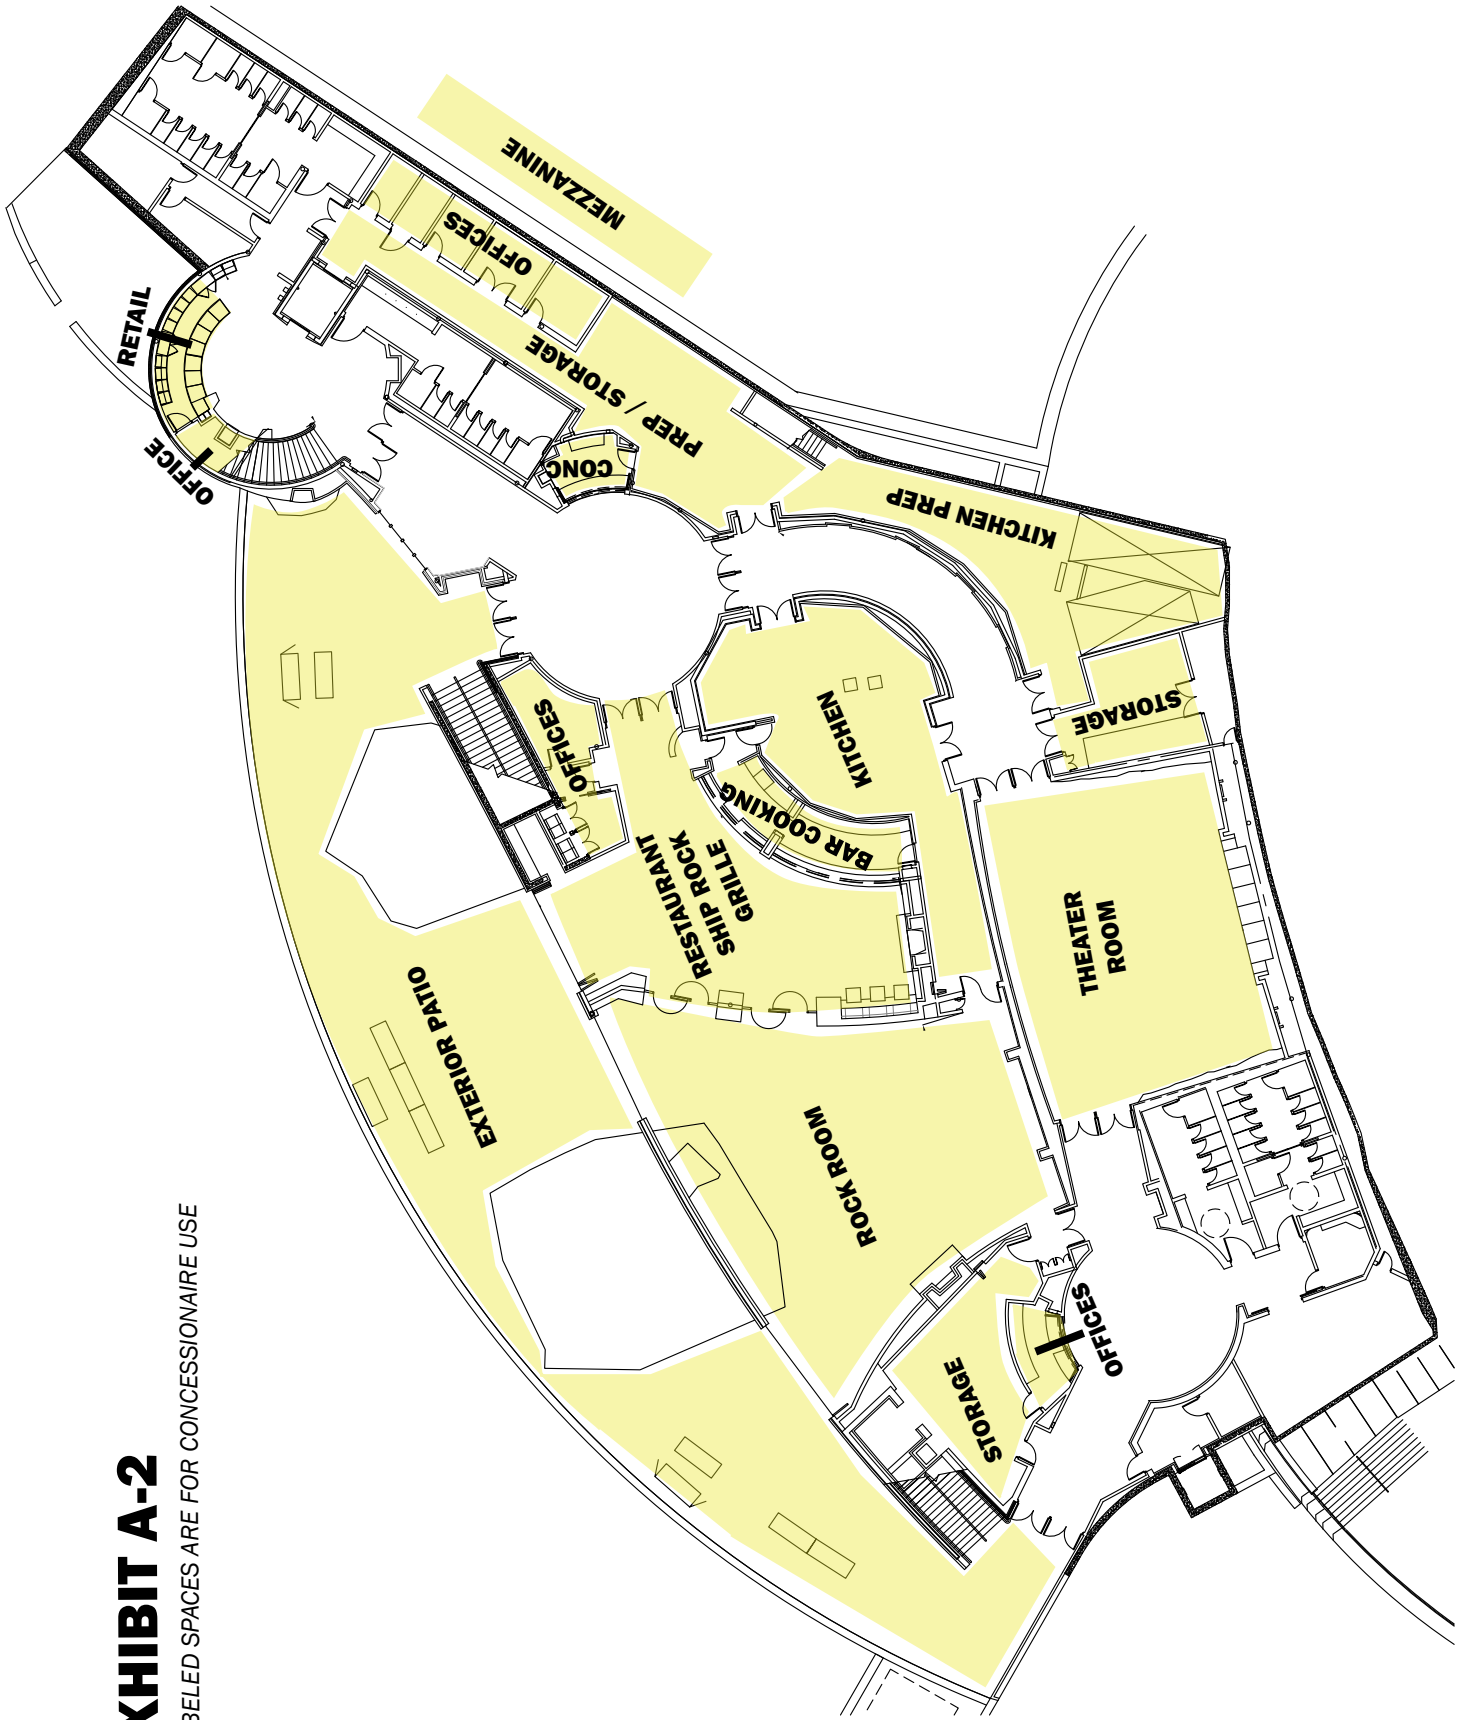 XHIBIT A-2
BELED SPACES ARE FOR CONCESSIONAIRE USE
MEZZANINE
OFFICES
RETAIL
PREP / STORAGE
OFFICE
CONC
KITCHEN PREP
STORAGE
OFFICES
KITCHEN
BAR COOKING
RESTAURANT
SHIP ROCK
GRILLE
THEATER
ROOM
EXTERIOR PATIO
ROCK ROOM
OFFICES
STORAGE